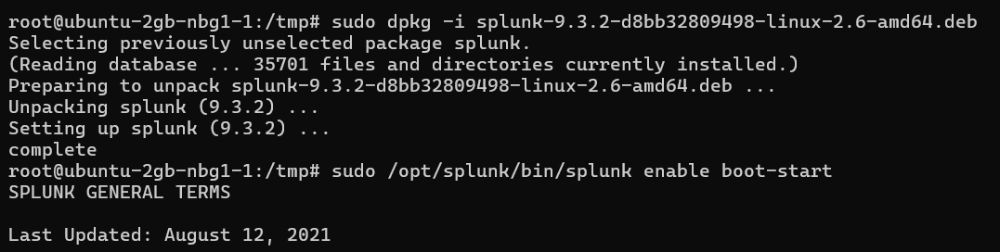 root@ubuntu-2gb-nbg1-1:/tmp# sudo dpkg -i splunk-9.3.2-d8bb32809498-linux-2.6-amd64.deb
Selecting previously unselected package splunk.
(Reading database ... 35701 files and directories currently installed.)
Preparing to unpack splunk-9.3.2-d8bb32809498-linux-2.6-amd64.deb ...
Unpacking splunk (9.3.2) ...
Setting up splunk (9.3.2) ...
complete
root@ubuntu-2gb-nbg1-1:/tmp# sudo /opt/splunk/bin/splunk enable boot-start
SPLUNK GENERAL TERMS
Last Updated: August 12, 2021